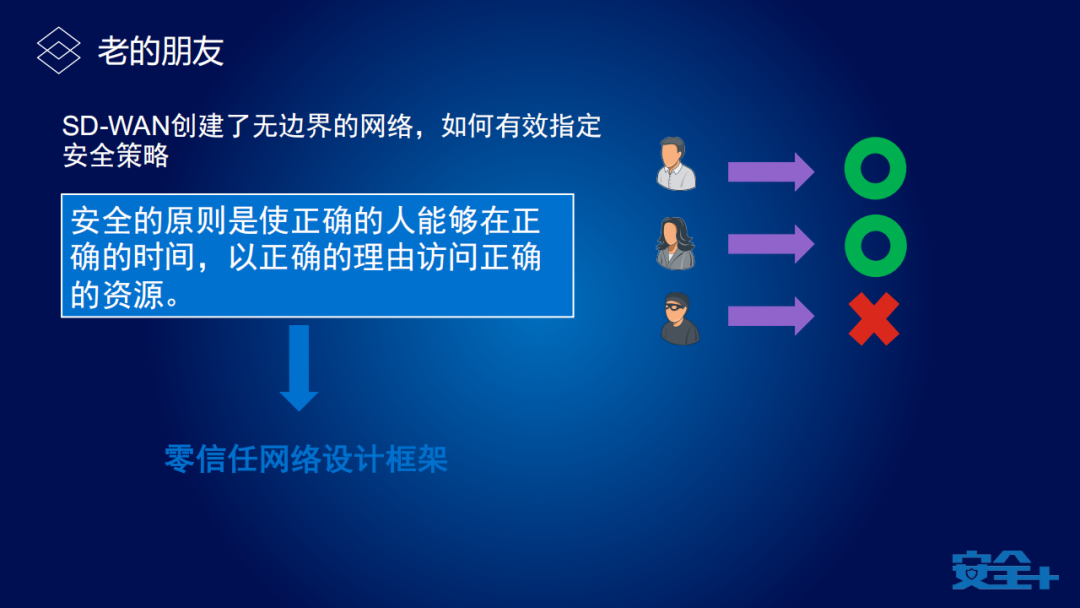 老的朋友
SD-WAN创建了无边界的网络，如何有效指定
安全策略
安全的原则是使正确的人能够在正
确的时间，以正确的理由访问正确
的资源。
零信任网络设计框架
安全+